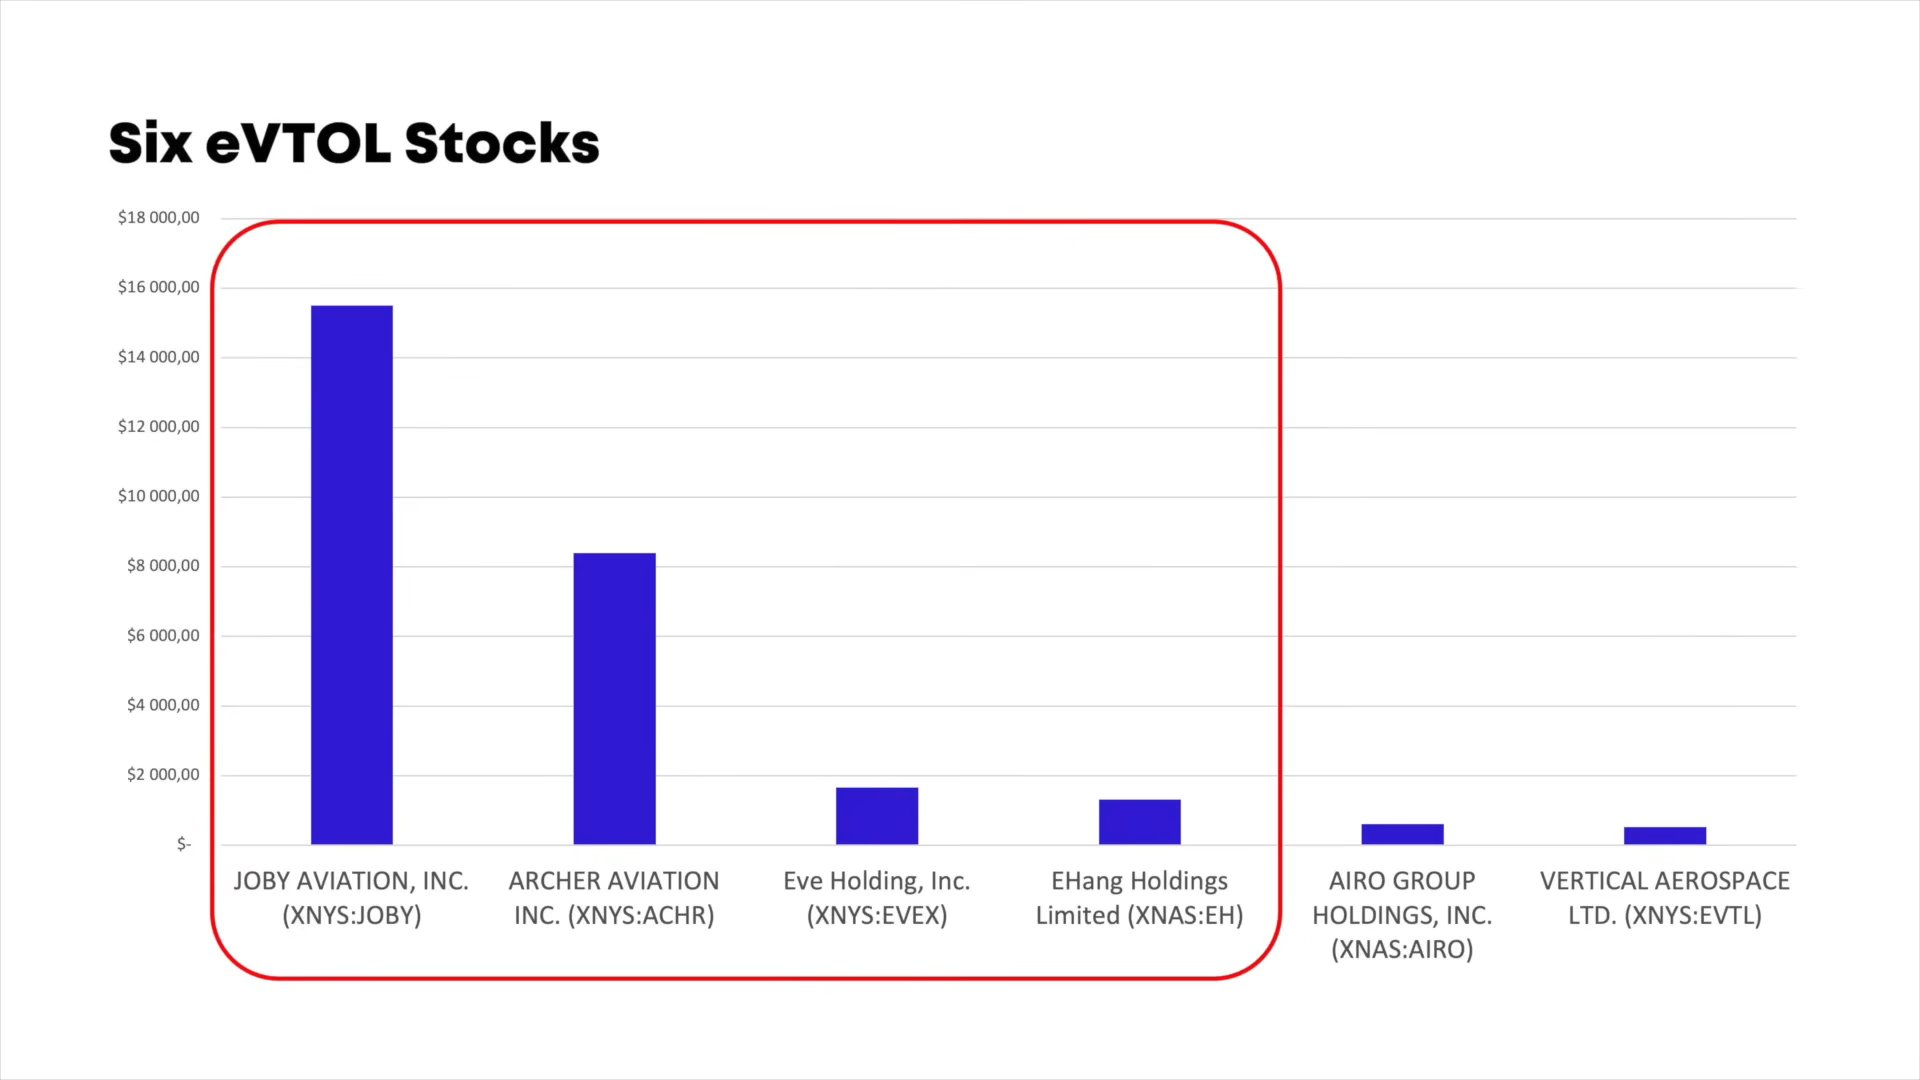 Six eVTOL Stocks
$18 000,00
$16 000,00
$14 000,00
$12 000,00
$10 000,00
$8 000,00
$6 000,00
$4 000,00
$2 000,00
$-
JOBY AVIATION, INC.
(XNYS:JOBY)
ARCHER AVIATION
INC. (XNYS:ACHR)
Eve Holding, Inc.
(XNYS:EVEX)
EHang Holdings
Limited (XNAS:EH)
AIRO GROUP
HOLDINGS, INC.
(XNAS:AIRO)
VERTICAL AEROSPACE
LTD. (XNYS:EVTL)